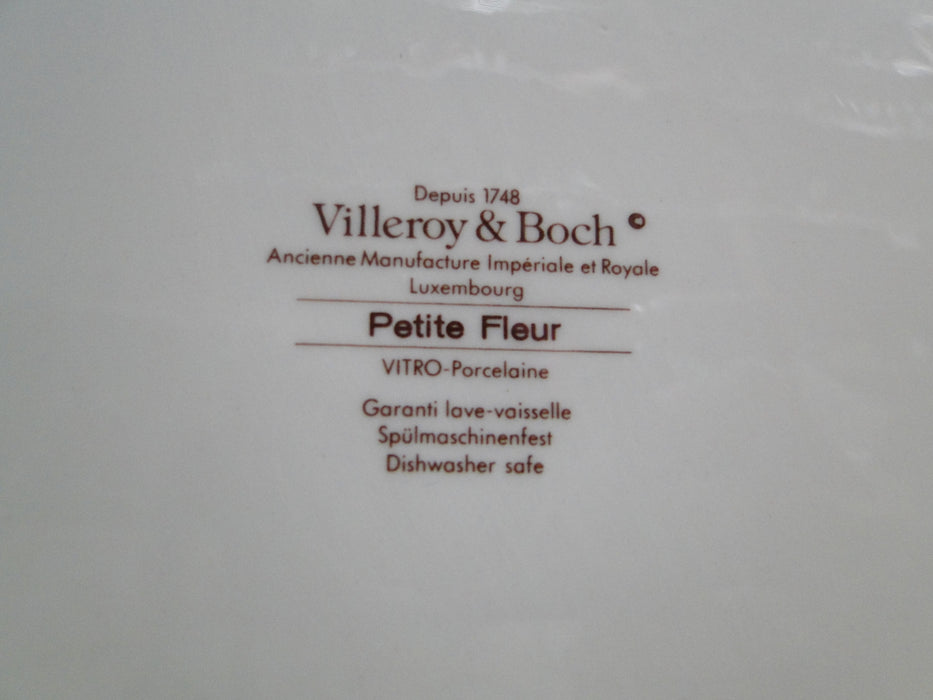 Depuis 1748
Villeroy & Boch ©
Ancienne Manufacture Impériale et Royale
Luxembourg
Petite Fleur
VITRO-Porcelaine
Garanti lave-vaisselle
Spülmaschinenfest
Dishwasher safe